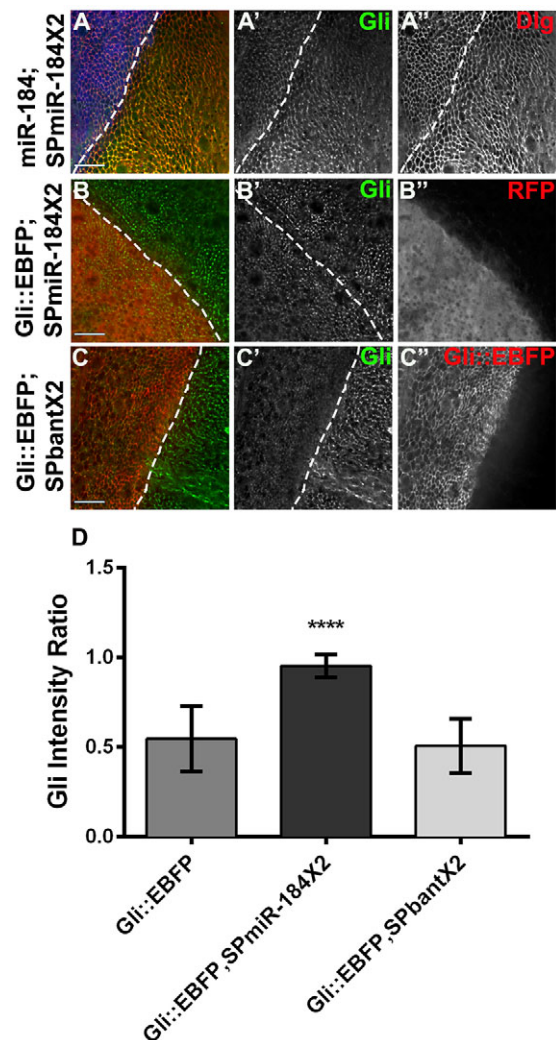 miR-184;
SPmiR-184X2
A
A' Gli
A" Dlg
Gli::EBFP;
SPmiR-184X2
B
B' Gli
B" RFP
Gli::EBFP;
SPbantX2
C
C' Gli
C" Gli::EBFP
D
Gli Intensity Ratio
1.5
1.0
0.5
0.0
****
Gli::EBFP
Gli::EBFP,SPmiR-184X2
Gli::EBFP,SPbantX2